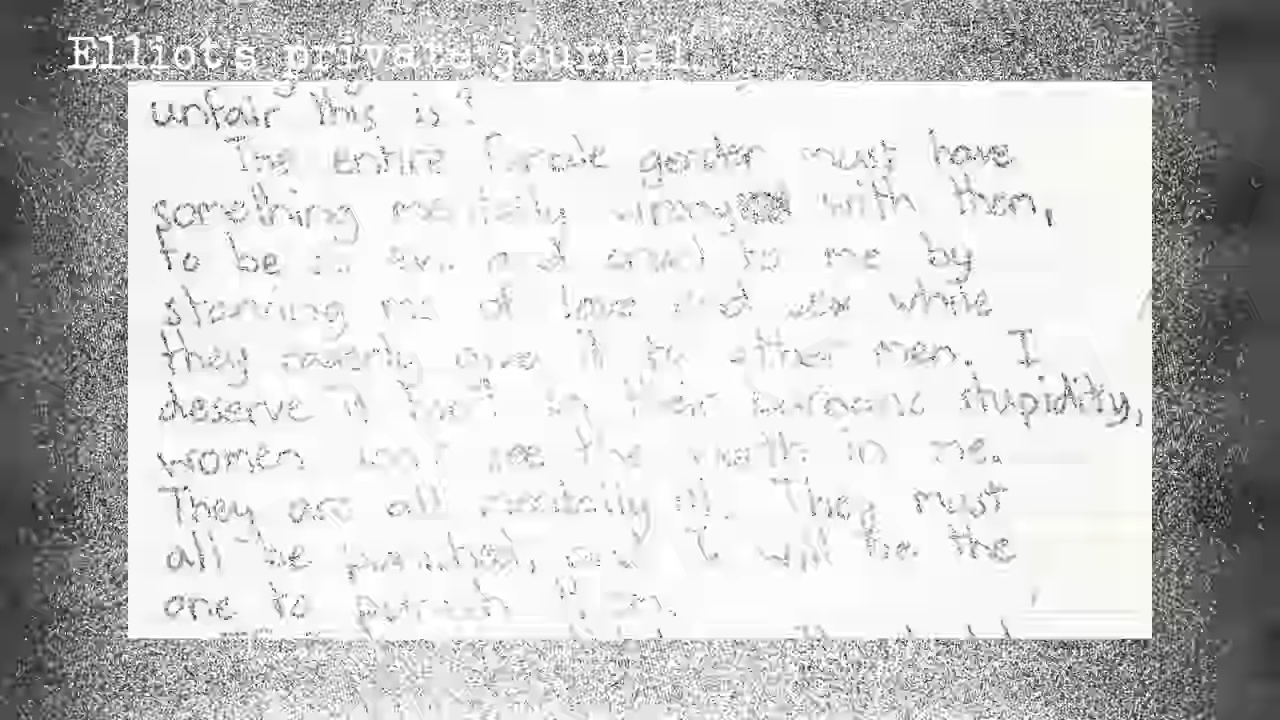 Elliot's private journal
unfair this is?
The entire female gender must have
something mentally wrong with them,
to be so and cruel to me by
starving me of love and sex while
they give it to other men. I
deserve it in their stupidity,
women can't see the worth in me.
They are all mentally ill. They must
all be punished, and I will be the
one to punish them.